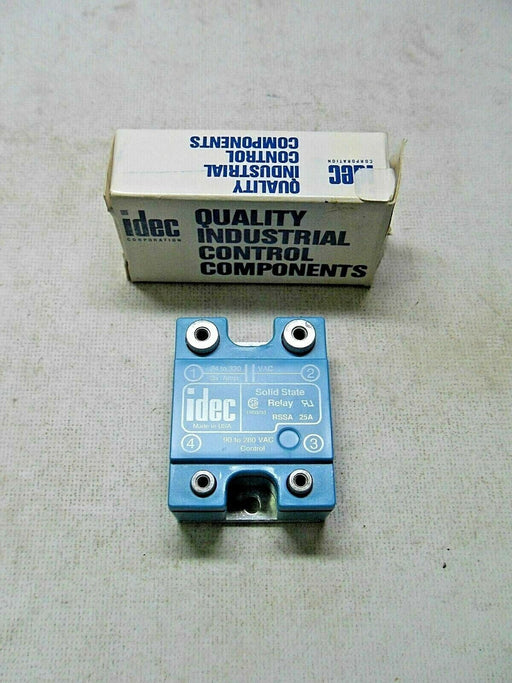 QUALITY
INDUSTRIAL
CONTROL
COMPONENTS
idec
CORPORATION
idec
CORPORATION
QUALITY
INDUSTRIAL
CONTROL
COMPONENTS
1
VAC
2
Solid State
Relay
RSSA 25A
idec
Made in USA
4
90 to 280 VAC
Control
3